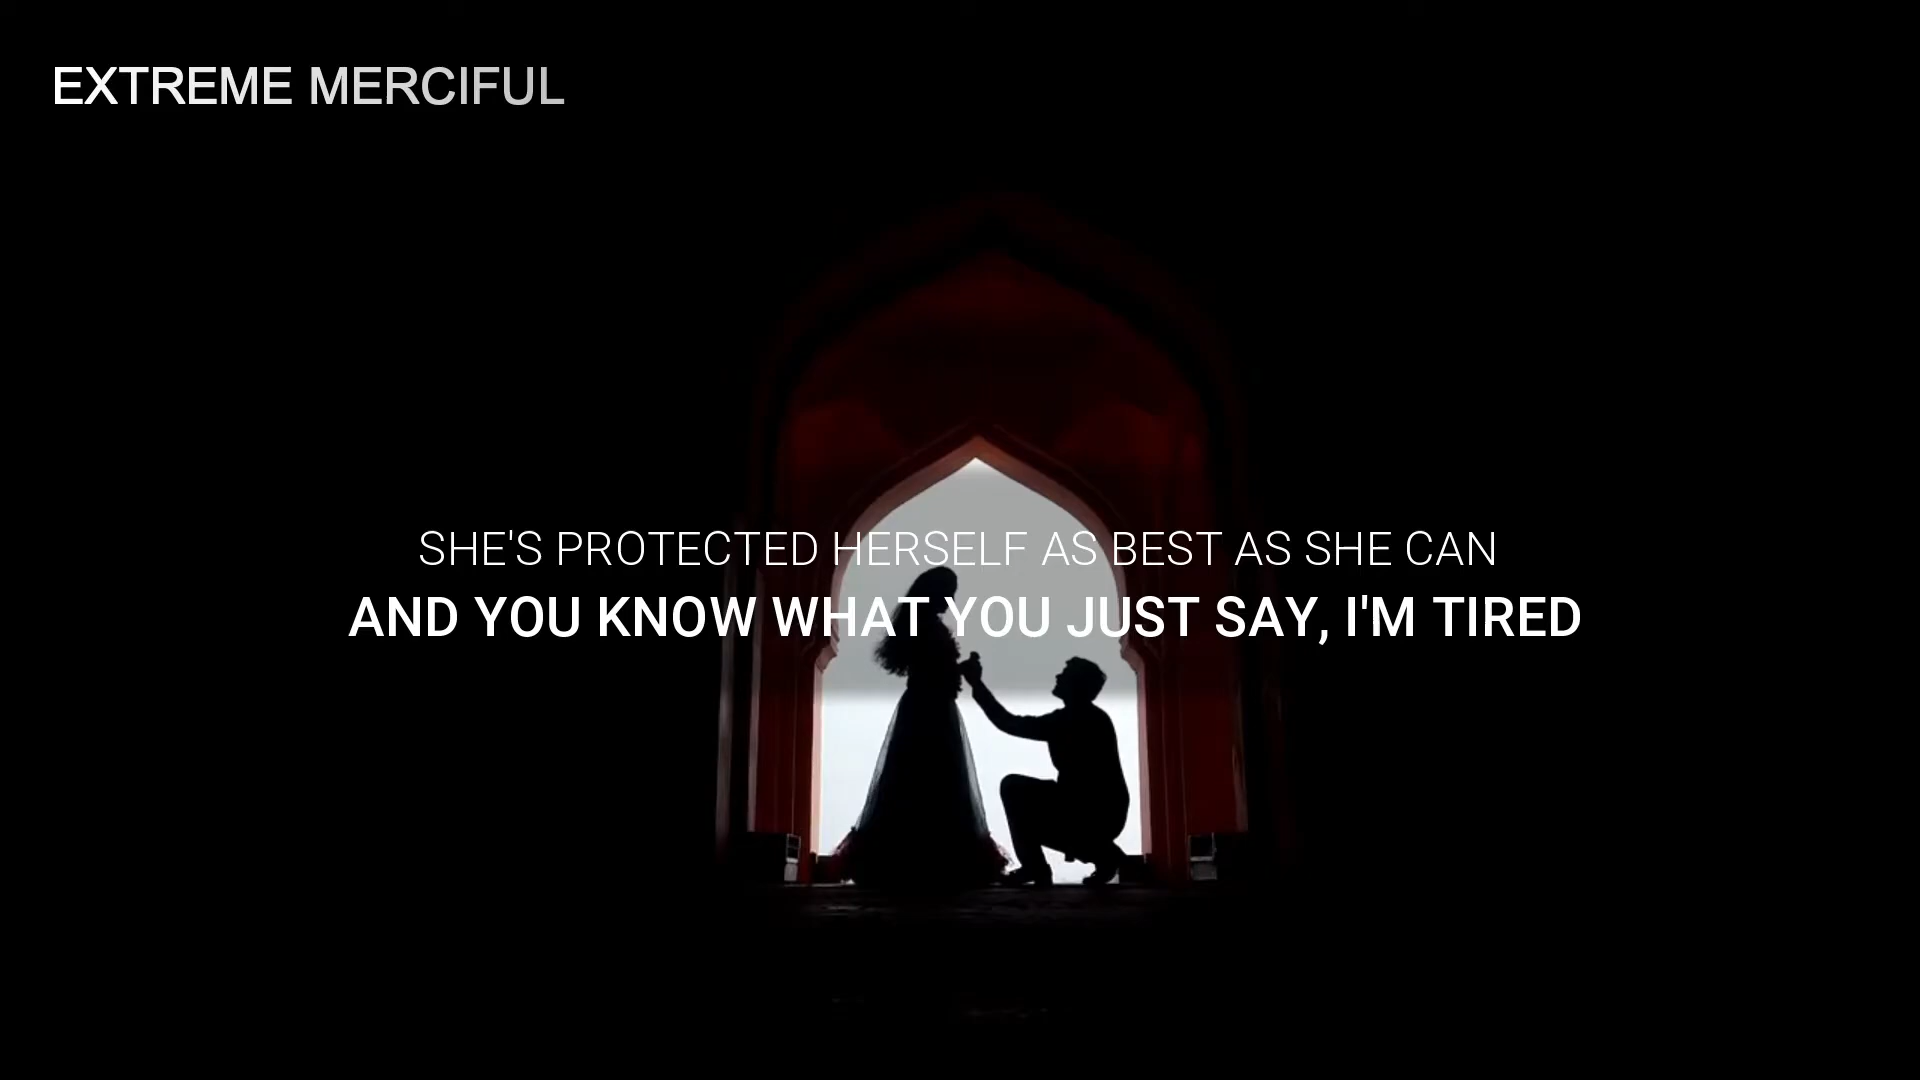 EXTREME MERCIFUL
SHE'S PROTECTED HERSELF AS BEST AS SHE CAN
AND YOU KNOW WHAT YOU JUST SAY, I'M TIRED